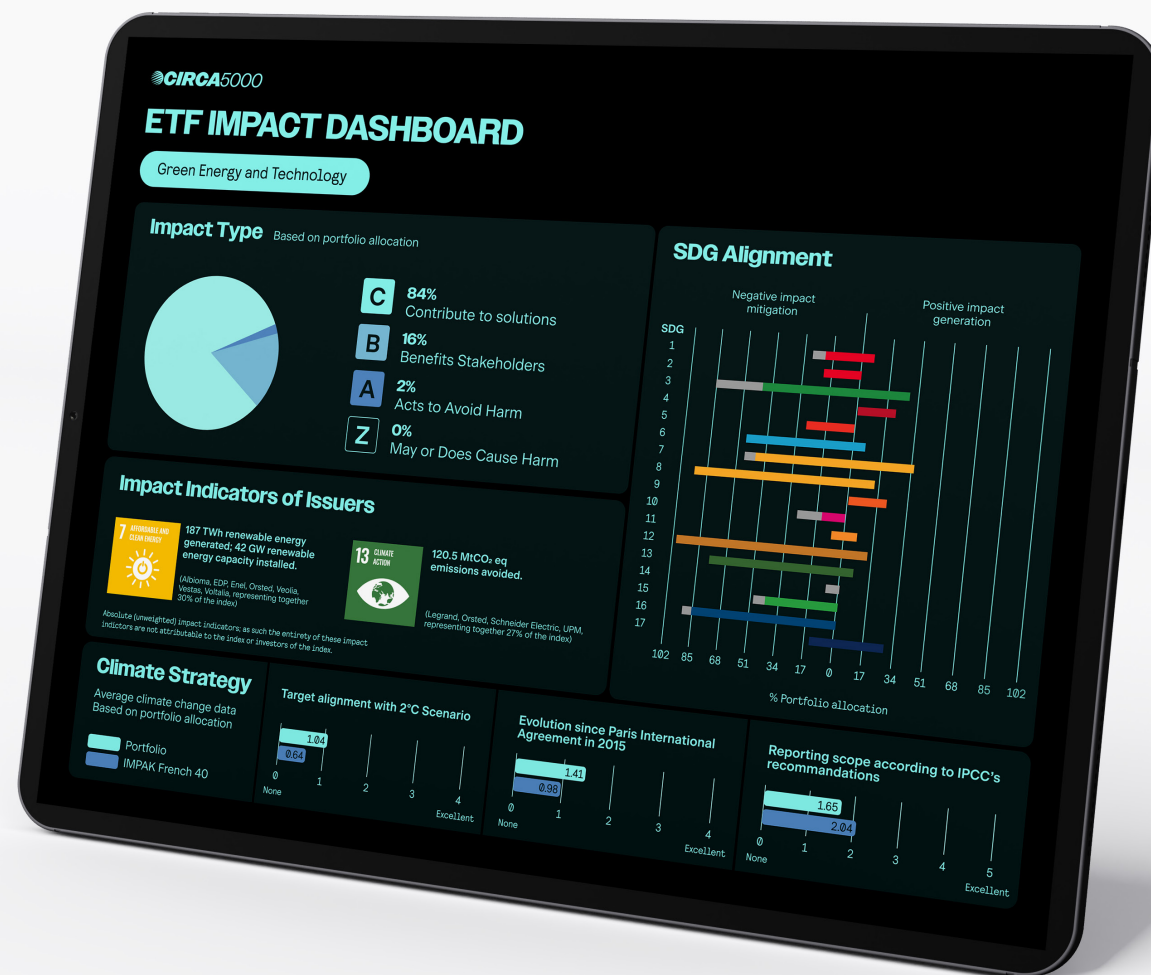 CIRCA5000
ETF IMPACT DASHBOARD
Green Energy and Technology
Impact Type Based on portfolio allocation
C 84%
Contribute to solutions
B 16%
Benefits Stakeholders
A 2%
Acts to Avoid Harm
Z 0%
May or Does Cause Harm
Impact Indicators of Issuers
7 AFFORDABLE AND
CLEAN ENERGY
187 TWh renewable energy
generated; 42 GW renewable
energy capacity installed.
(Albioma, EDP, Enel, Orsted, Veolia,
Vestas, Voltalia, representing together
30% of the index)
13 CLIMATE
ACTION
120.5 MtCO₂ eq
emissions avoided.
(Legrand, Orsted, Schneider Electric, UPM,
representing together 27% of the index)
Absolute (unweighted) impact indicators; as such the entirety of these impact
indictors are not attributable to the index or investors of the index.
SDG Alignment
Negative impact
mitigation
Positive impact
generation
SDG
1
2
3
4
5
6
7
8
9
10
11
12
13
14
15
16
17
102 85 68 51 34 17 0 17 34 51 68 85 102
% Portfolio allocation
Climate Strategy
Average climate change data
Based on portfolio allocation
Portfolio
IMPAK French 40
Target alignment with 2°C Scenario
1.04
0.64
0 1 2 3 4
None Excellent
Evolution since Paris International
Agreement in 2015
1.41
0.98
0 1 2 3 4
None Excellent
Reporting scope according to IPCC's
recommandations
1.65
2.04
0 1 2 3 4 5
None Excellent